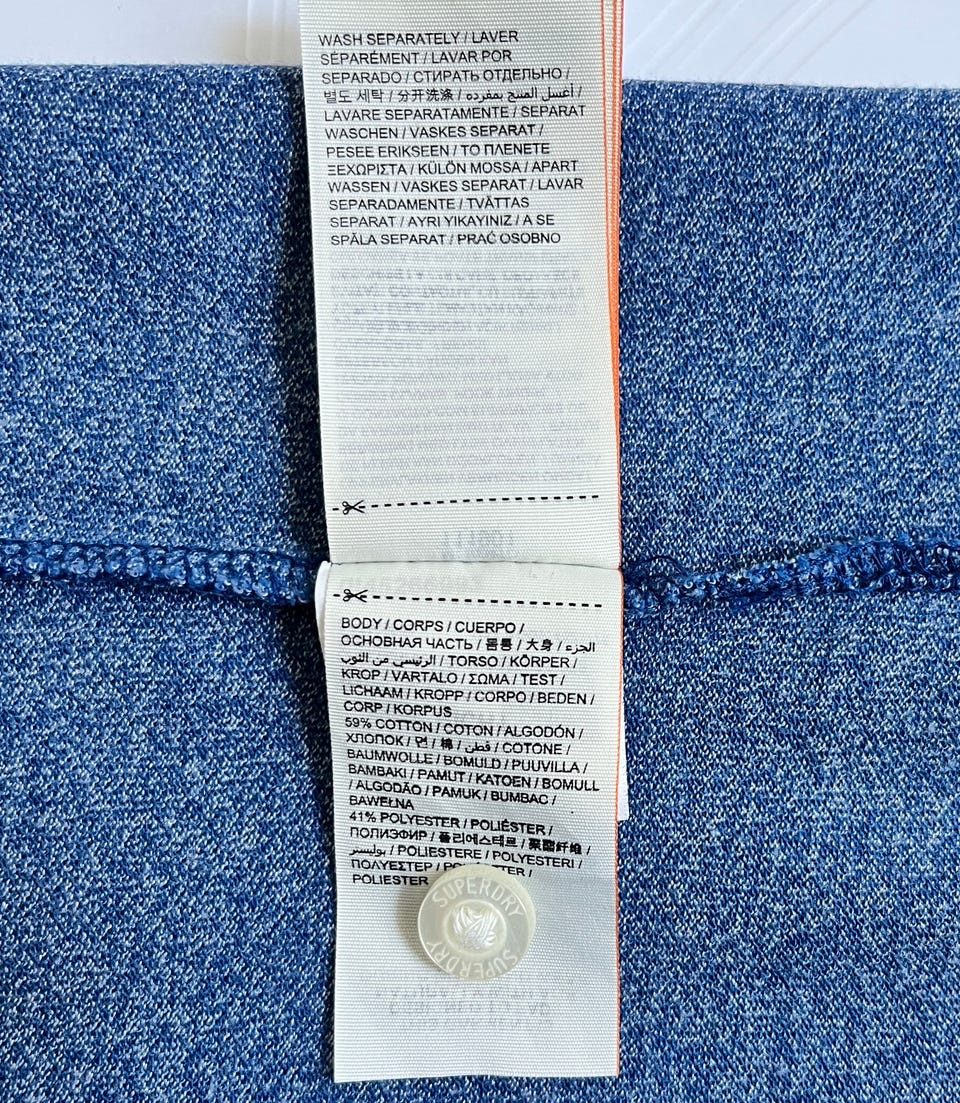 WASH SEPARATELY / LAVER
SÉPARÉMENT / LAVAR POR
SEPARADO / СТИРАТЬ ОТДЕЛЬНО /
별도 세탁 / 分开洗涤 / أغسل المنتج بمفرده /
LAVARE SEPARATAMENTE / SEPARAT
WASCHEN / VASKES SEPARAT /
PESEE ERIKSEEN / ΤΟ ΠΛΕΝΕΤΕ
ΞΕΧΩΡΙΣΤΑ / KÜLÖN MOSSA / APART
WASSEN / VASKES SEPARAT / LAVAR
SEPARADAMENTE / TVÄTTAS
SEPARAT / AYRI YIKAYINIZ / A SE
SPĂLA SEPARAT / PRAĆ OSOBNO
BODY / CORPS / CUERPO /
ОСНОВНАЯ ЧАСТЬ / 몸통 / 大身 / الجزء
الرئيسي من الثوب / TORSO / KÖRPER /
KROP / VARTALO / ΣΩΜΑ / TEST /
LICHAAM / KROPP / CORPO / BEDEN /
CORP / KORPUS
59% COTTON / COTON / ALGODÓN /
ХЛОПОК / 면 / 棉 / قطن / COTONE /
BAUMWOLLE / BOMULD / PUUVILLA /
BAMBAKI / PAMUT / KATOEN / BOMULL
/ ALGODÃO / PAMUK / BUMBAC /
BAWEŁNA
41% POLYESTER / POLIÉSTER /
ПОЛИЭФИР / 폴리에스테르 / 聚酯纤维 /
بوليستر / POLIESTERE / POLYESTERI /
ΠΟΛΥΕΣΤΕΡ /
POLIESTER
SUPERDRY
SUPERDRY